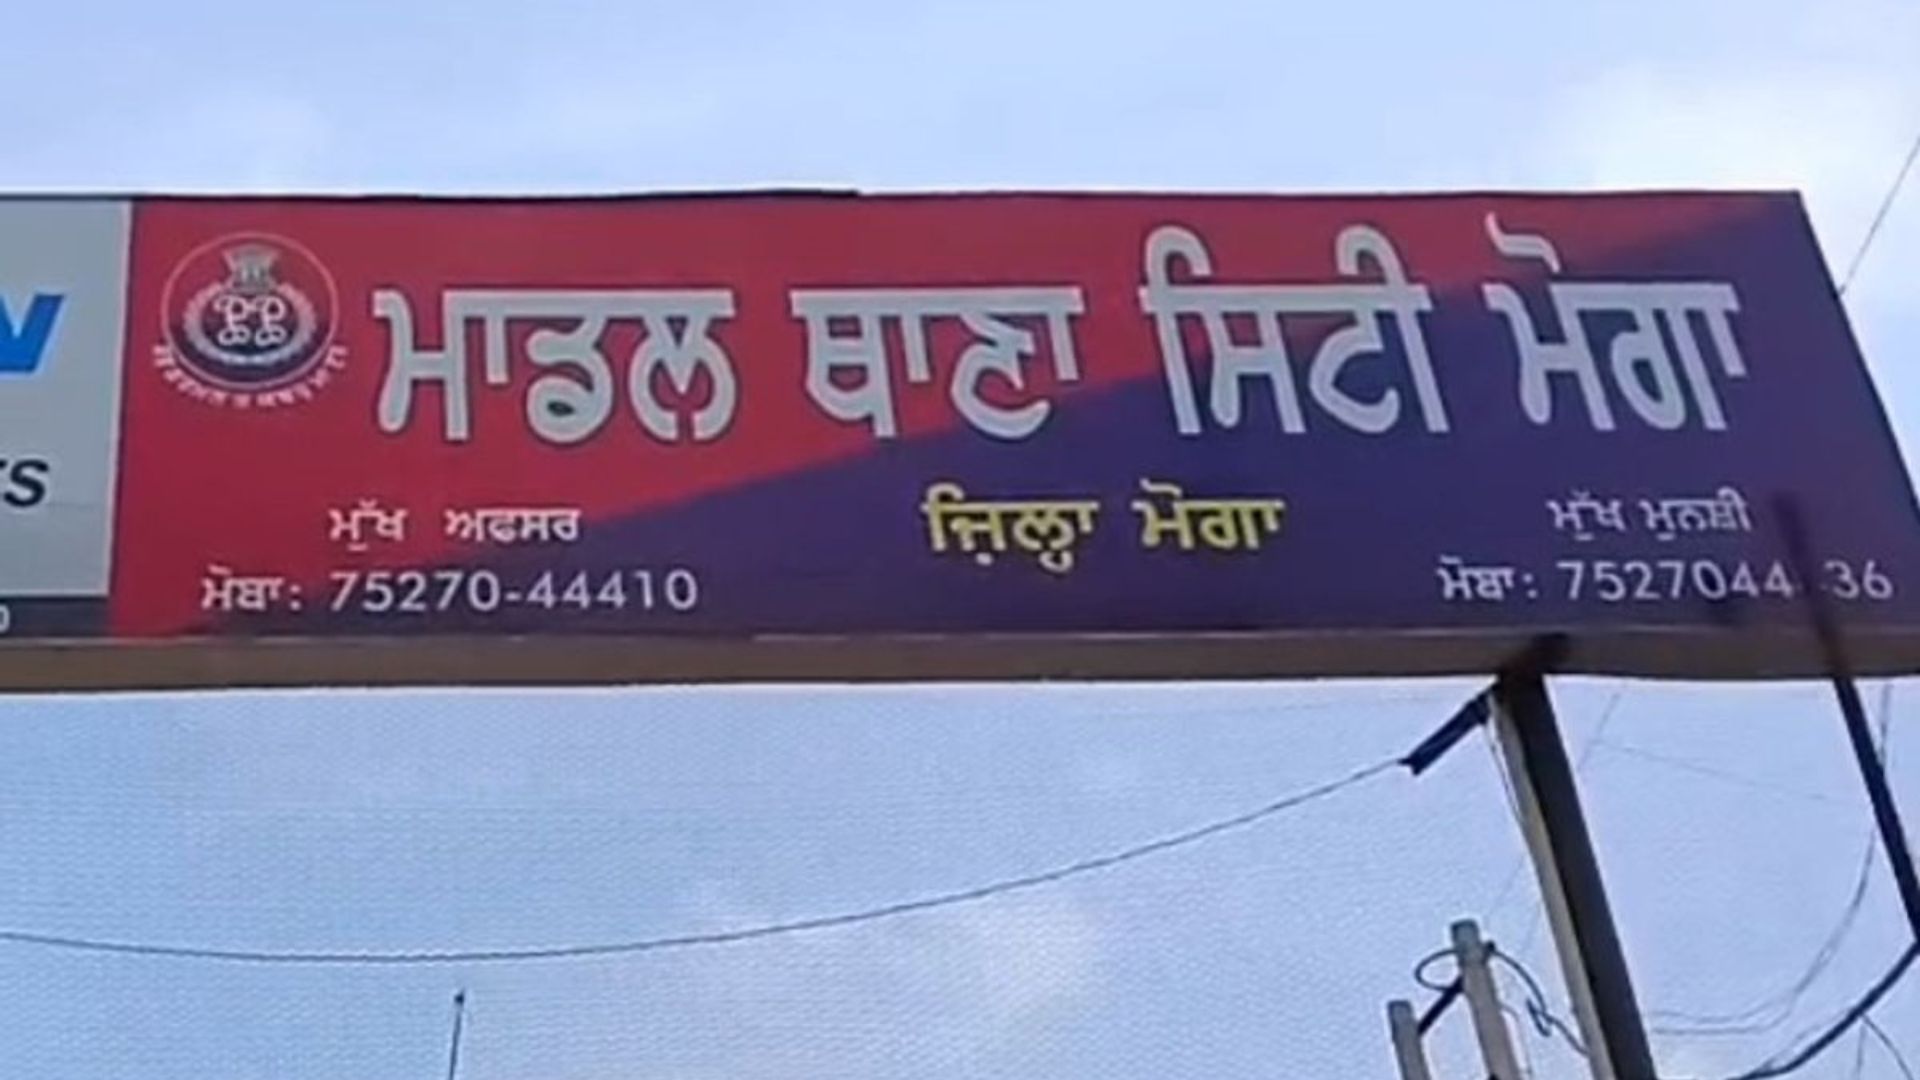 ਮਾਡਲ ਥਾਣਾ ਸਿਟੀ ਮੋਗਾ
ਜ਼ਿਲ੍ਹਾ ਮੋਗਾ
ਮੁੱਖ ਅਫਸਰ
ਮੋਬਾ: 75270-44410
ਮੁੱਖ ਮੁਨਸ਼ੀ
ਮੋਬਾ: